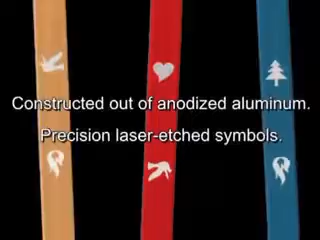 Constructed out of anodized aluminum.
Precision laser-etched symbols.